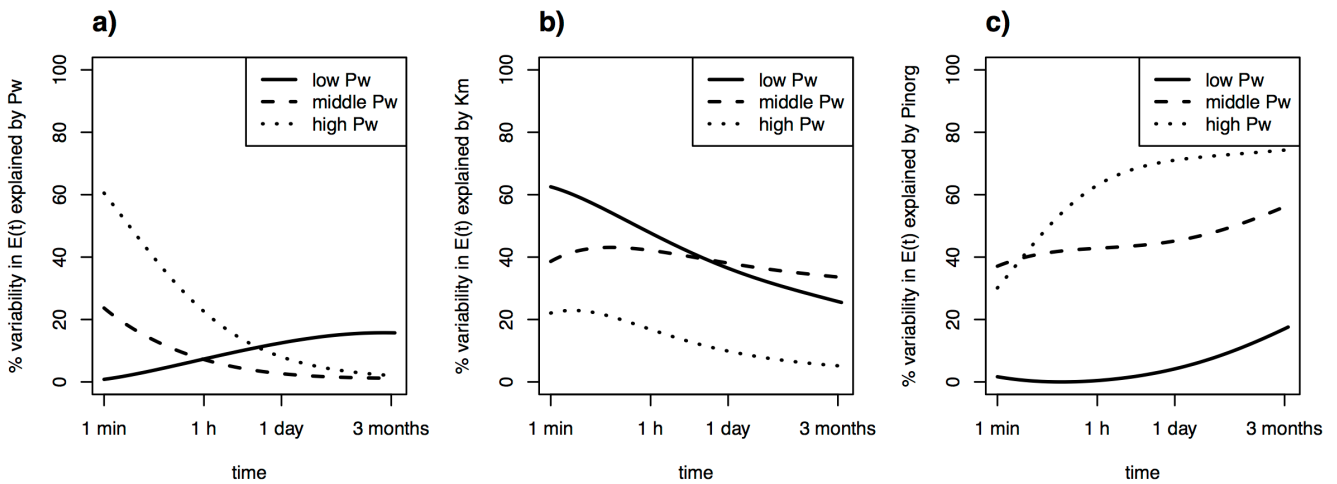 a)
% variability in E(t) explained by Pw
100
80
60
40
20
0
low Pw
middle Pw
high Pw
1 min
1 h
1 day
3 months
time
b)
% variability in E(t) explained by Km
100
80
60
40
20
0
low Pw
middle Pw
high Pw
1 min
1 h
1 day
3 months
time
c)
% variability in E(t) explained by Pinorg
100
80
60
40
20
0
low Pw
middle Pw
high Pw
1 min
1 h
1 day
3 months
time